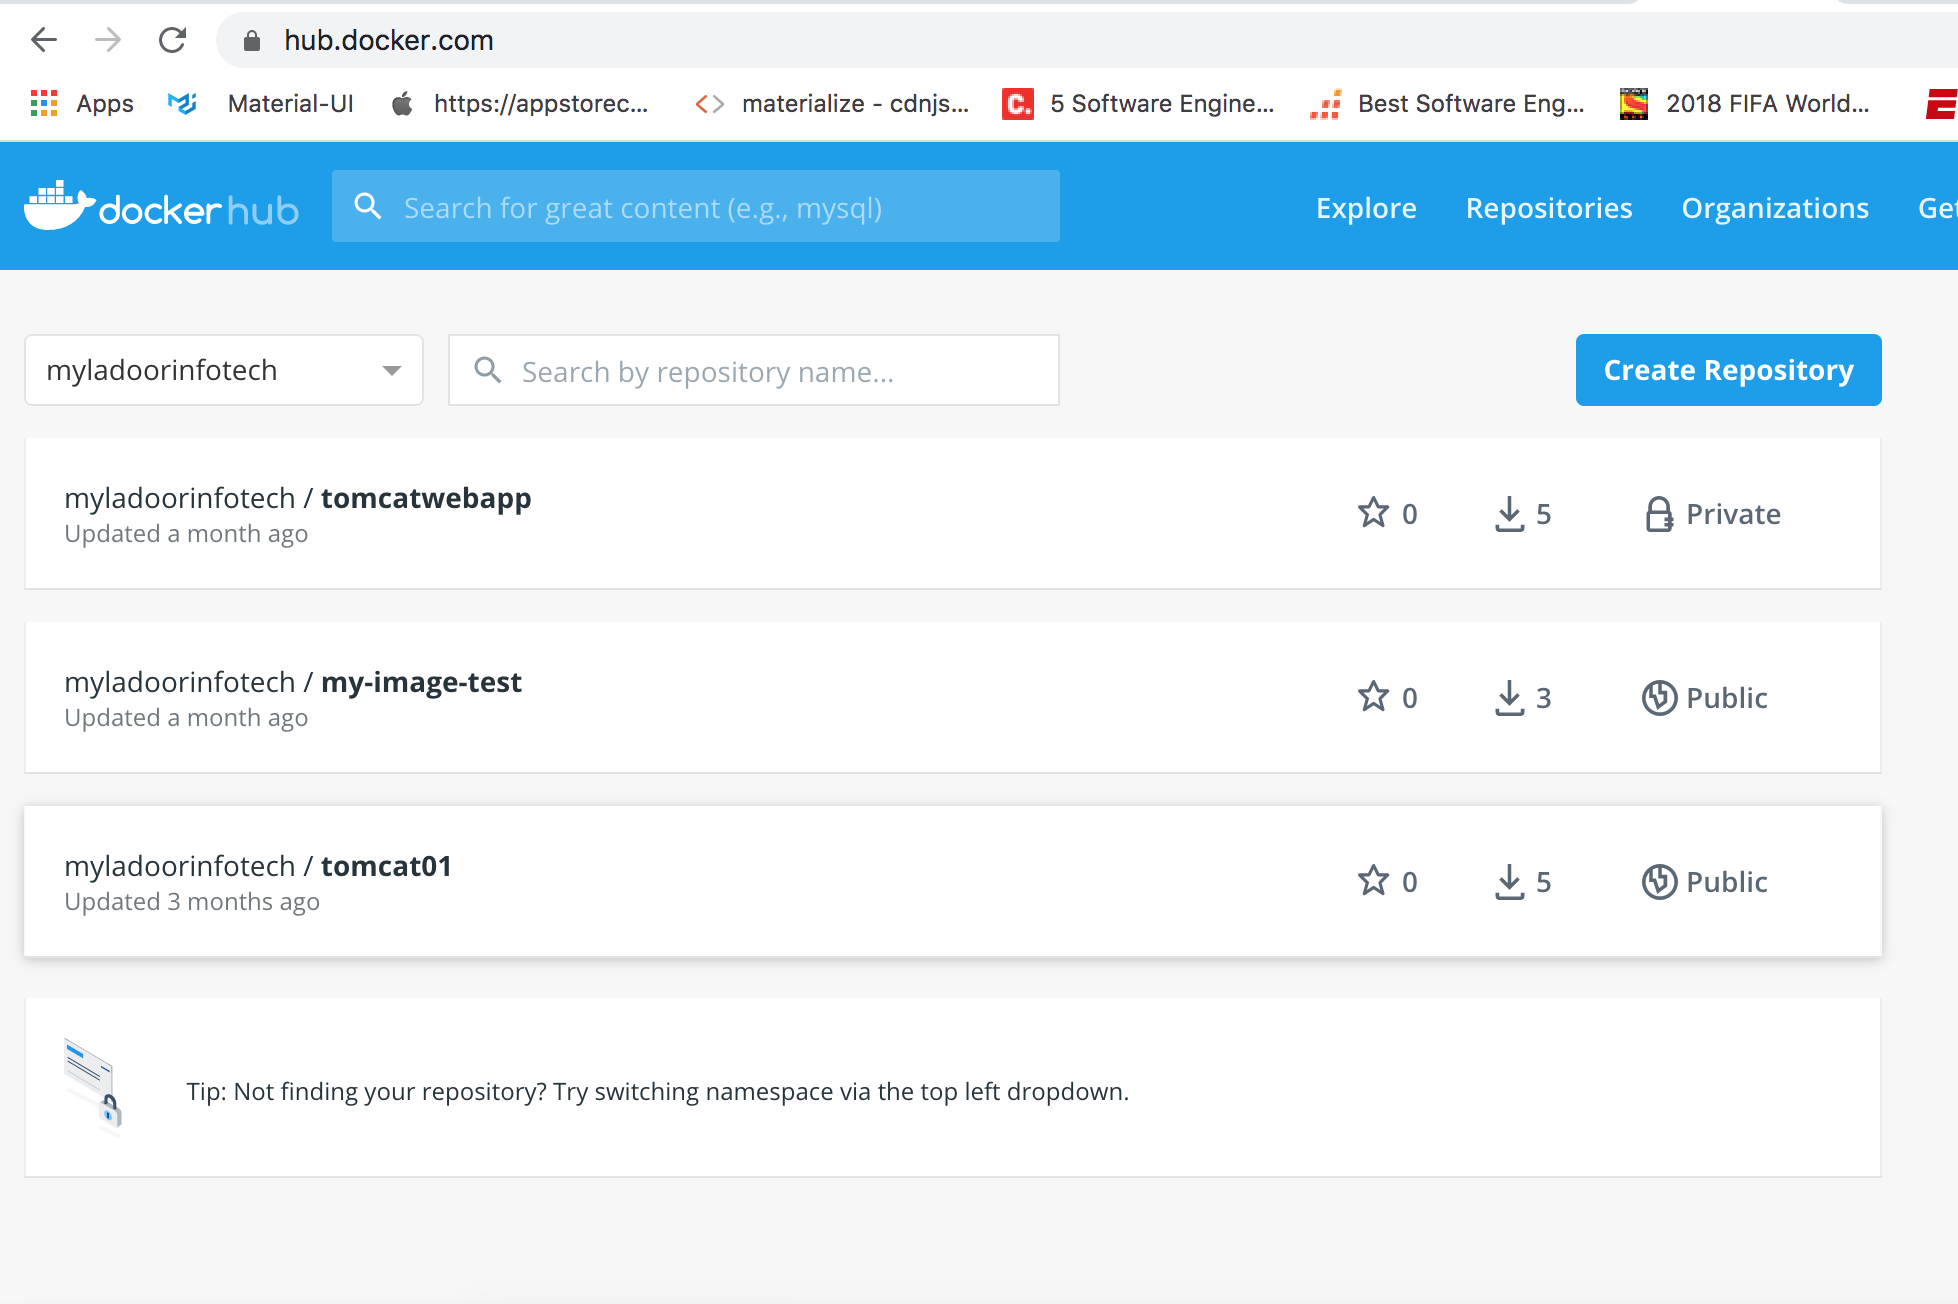 hub.docker.com
Apps Material-UI https://appstorec... materialize - cdnjs... C. 5 Software Engine... Best Software Eng... 2018 FIFA World...
docker hub Search for great content (e.g., mysql) Explore Repositories Organizations Get
myladoorinfotech Search by repository name... Create Repository
myladoorinfotech / tomcatwebapp
Updated a month ago
0 5 Private
myladoorinfotech / my-image-test
Updated a month ago
0 3 Public
myladoorinfotech / tomcat01
Updated 3 months ago
0 5 Public
Tip: Not finding your repository? Try switching namespace via the top left dropdown.